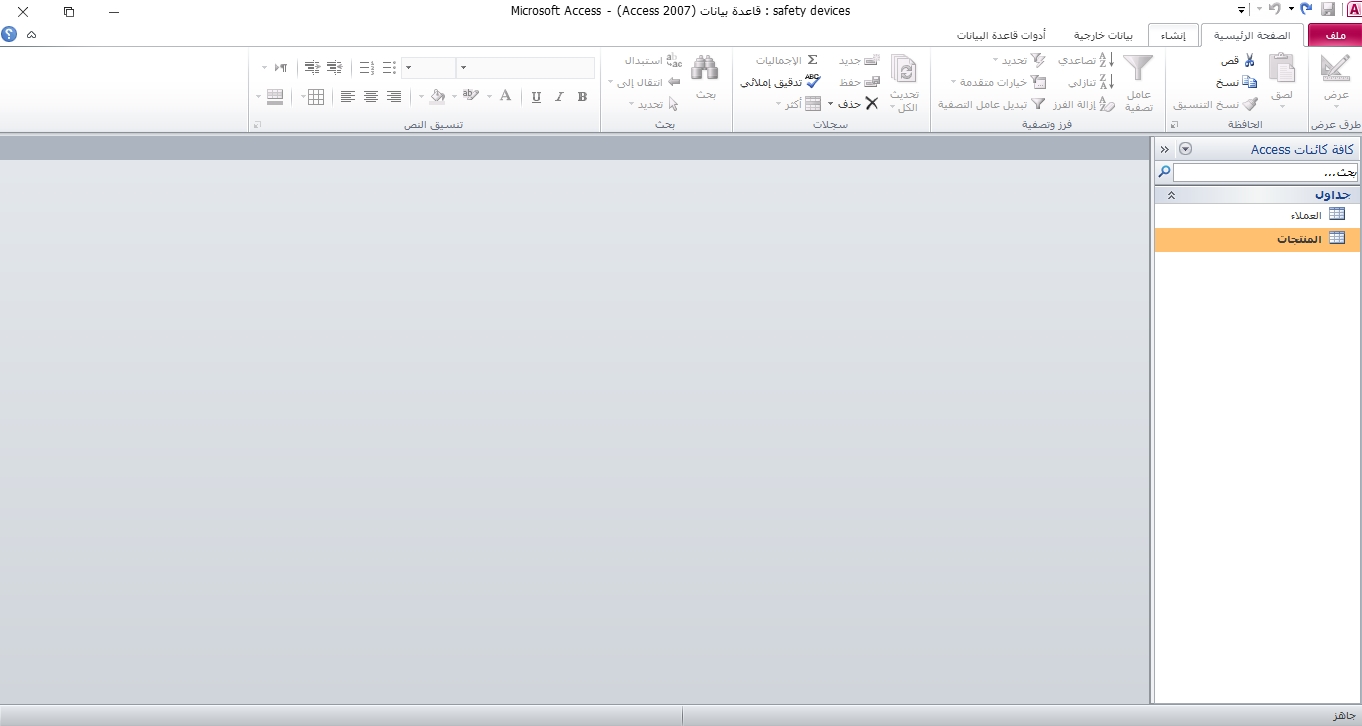 safety devices : قاعدة بيانات (Access 2007) - Microsoft Access
ملف
الصفحة الرئيسية
إنشاء
بيانات خارجية
أدوات قاعدة البيانات
عرض
طرق عرض
لصق
قص
نسخ
نسخ التنسيق
الحافظة
عامل تصفية
تصاعدي
تنازلي
إزالة الفرز
تحديد
خيارات متقدمة
تبديل عامل التصفية
فرز وتصفية
تحديث الكل
جديد
حفظ
حذف
الإجماليات
تدقيق إملائي
أكثر
سجلات
بحث
استبدال
انتقال إلى
تحديد
بحث
B I U A
تنسيق النص
كافة كائنات Access
بحث...
جداول
العملاء
المنتجات
جاهز